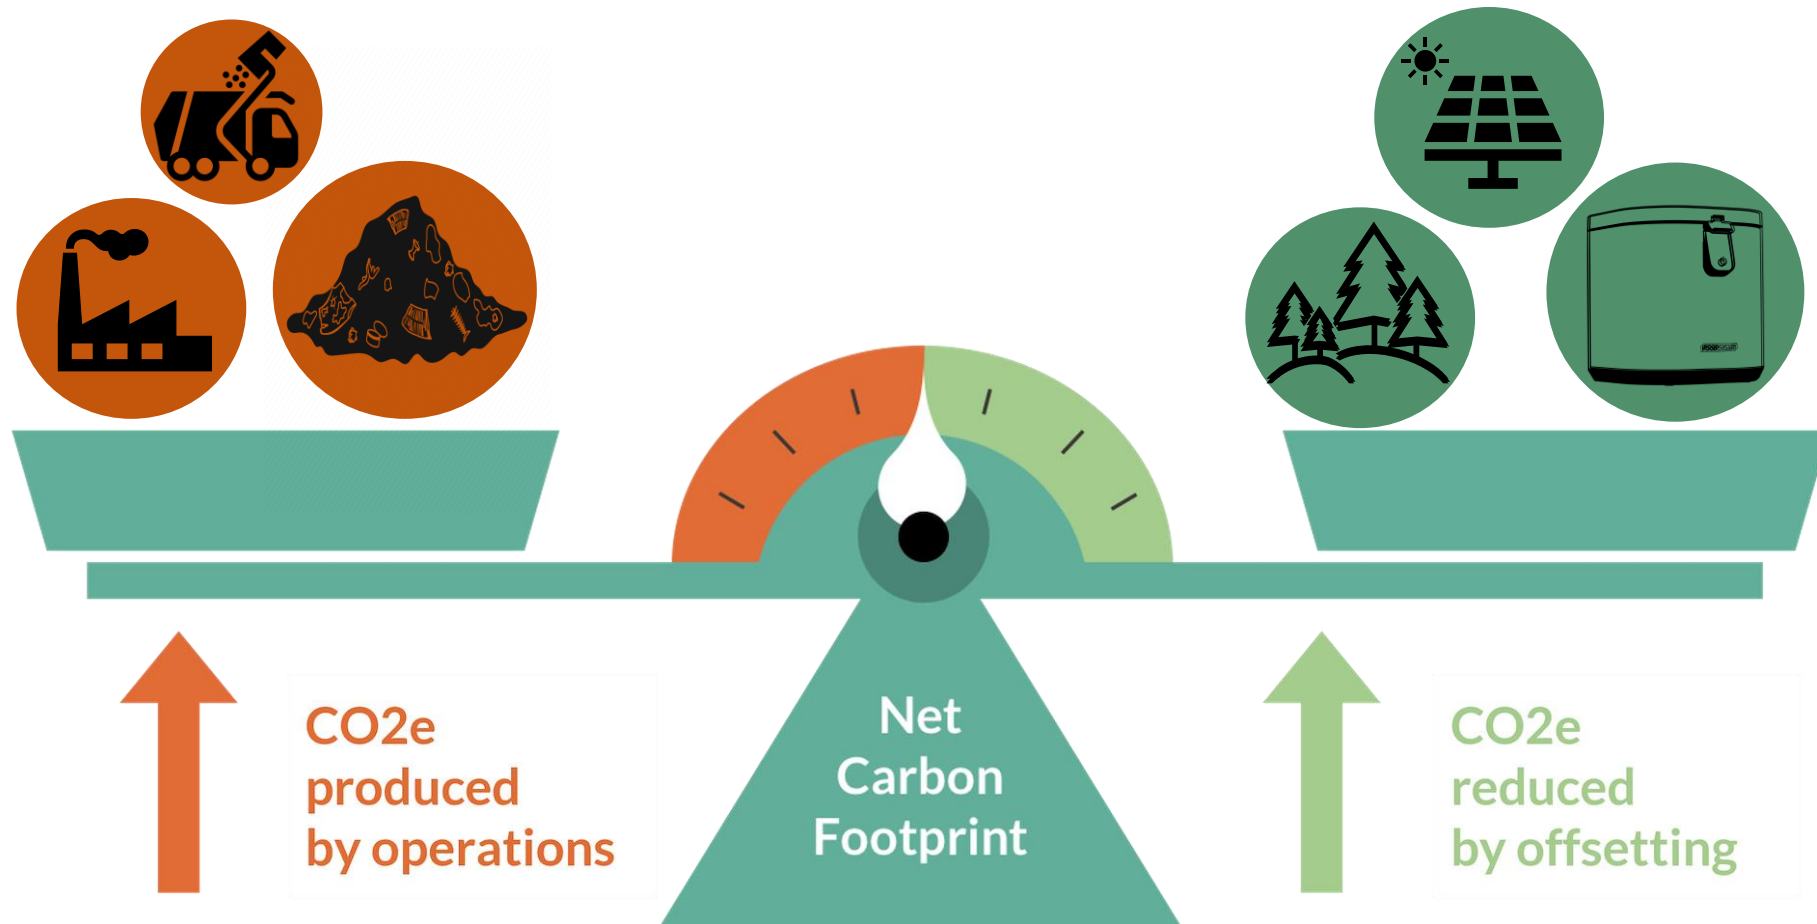 CO2e
produced
by operations
Net
Carbon
Footprint
CO2e
reduced
by offsetting